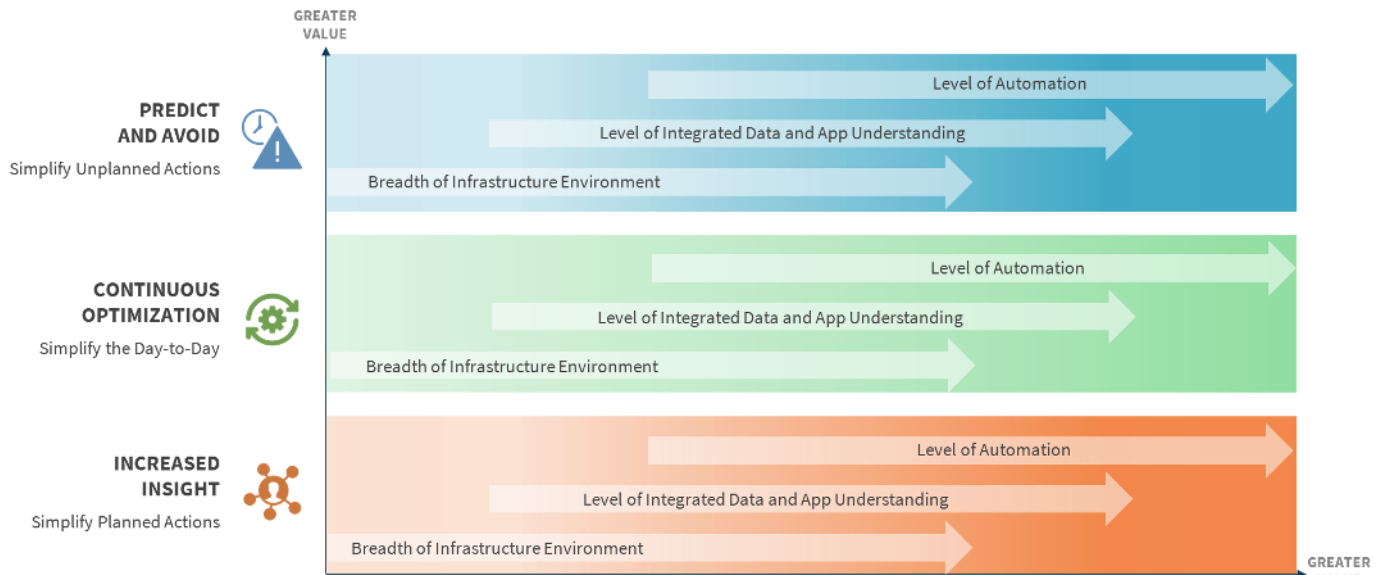 GREATER
VALUE
PREDICT
AND AVOID
Simplify Unplanned Actions
Level of Automation
Level of Integrated Data and App Understanding
Breadth of Infrastructure Environment
CONTINUOUS
OPTIMIZATION
Simplify the Day-to-Day
Level of Automation
Level of Integrated Data and App Understanding
Breadth of Infrastructure Environment
INCREASED
INSIGHT
Simplify Planned Actions
Level of Automation
Level of Integrated Data and App Understanding
Breadth of Infrastructure Environment
GREATER